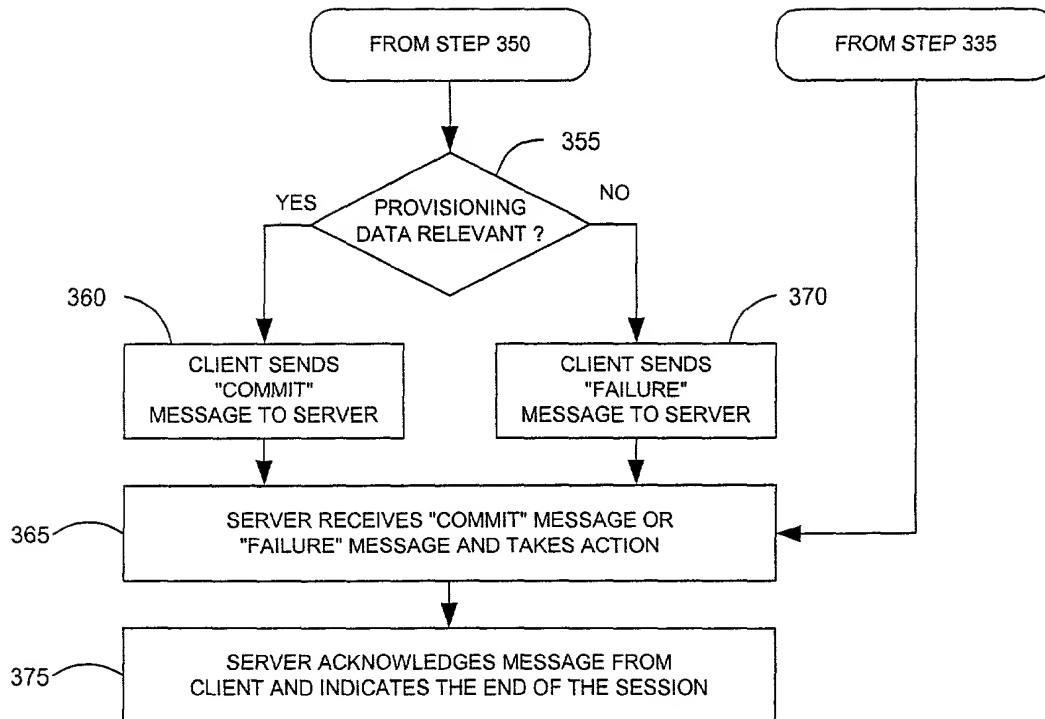 FROM STEP 350
FROM STEP 335
355
YES
PROVISIONING
DATA RELEVANT ?
NO
360
370
CLIENT SENDS
"COMMIT"
MESSAGE TO SERVER
CLIENT SENDS
"FAILURE"
MESSAGE TO SERVER
365
SERVER RECEIVES "COMMIT" MESSAGE OR
"FAILURE" MESSAGE AND TAKES ACTION
375
SERVER ACKNOWLEDGES MESSAGE FROM
CLIENT AND INDICATES THE END OF THE SESSION